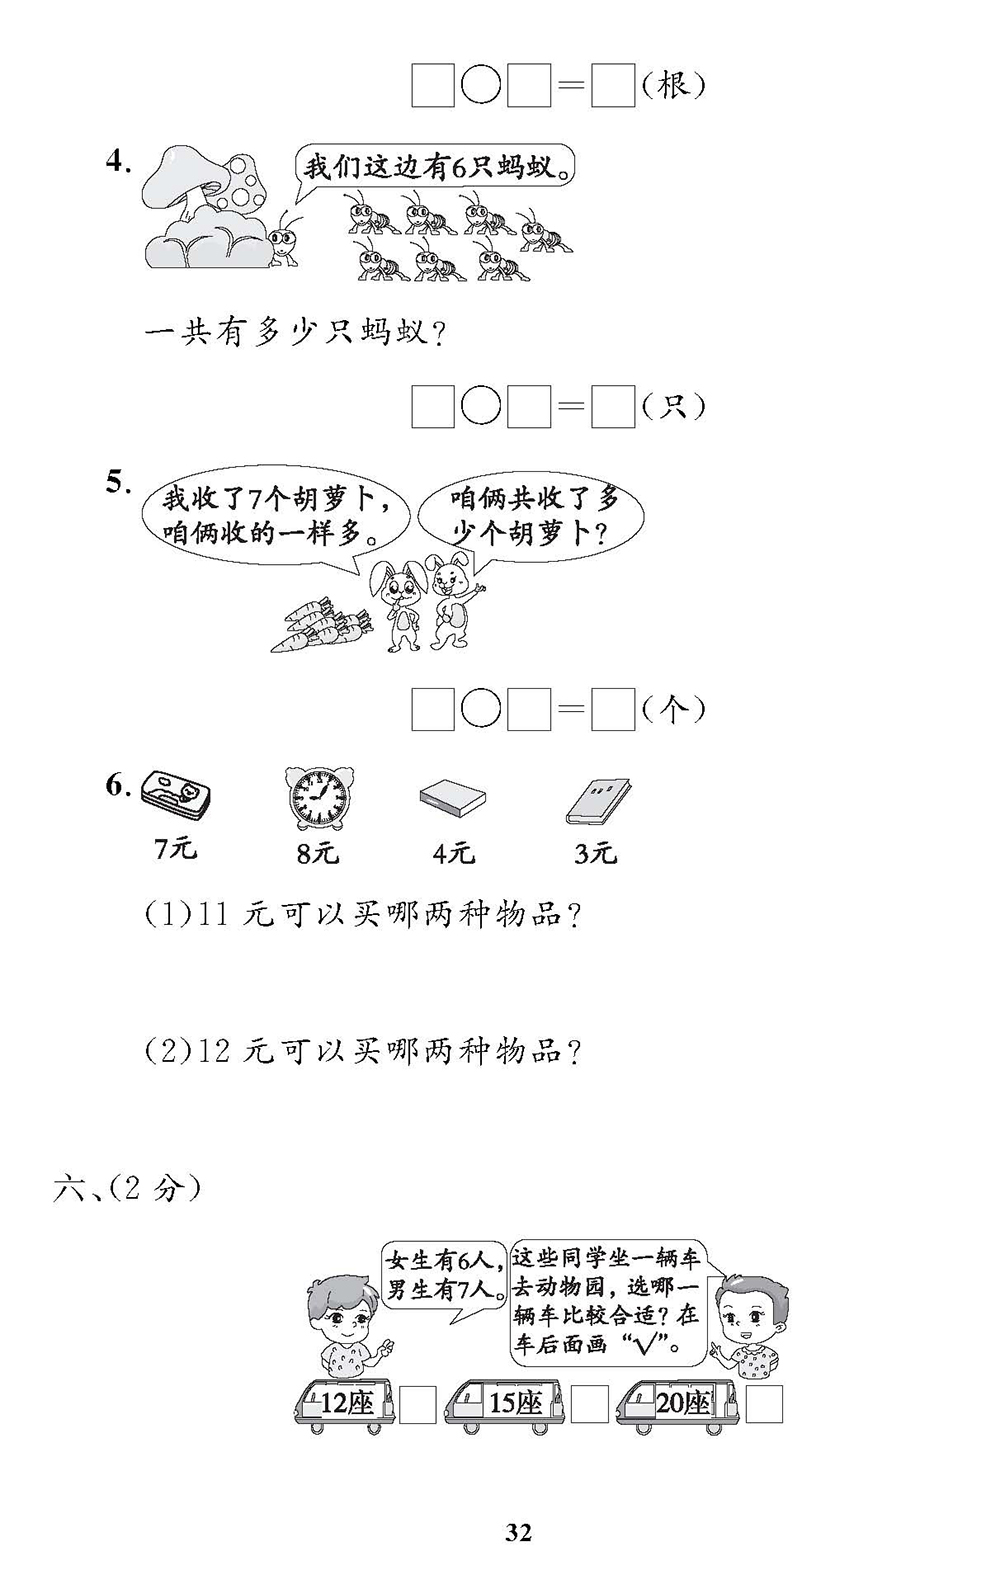 □○□=□(根)
4. 我们这边有6只蚂蚁。
一共有多少只蚂蚁?
□○□=□(只)
5. 我收了7个胡萝卜,
咱俩收的一样多。
咱俩共收了多
少个胡萝卜?
□○□=□(个)
6.
7元 8元 4元 3元
(1)11 元可以买哪两种物品?
(2)12 元可以买哪两种物品?
六、(2 分)
女生有6人,
男生有7人。
这些同学坐一辆车
去动物园，选哪一
辆车比较合适? 在
车后面画 “√”。
12座 □ 15座 □ 20座 □
32